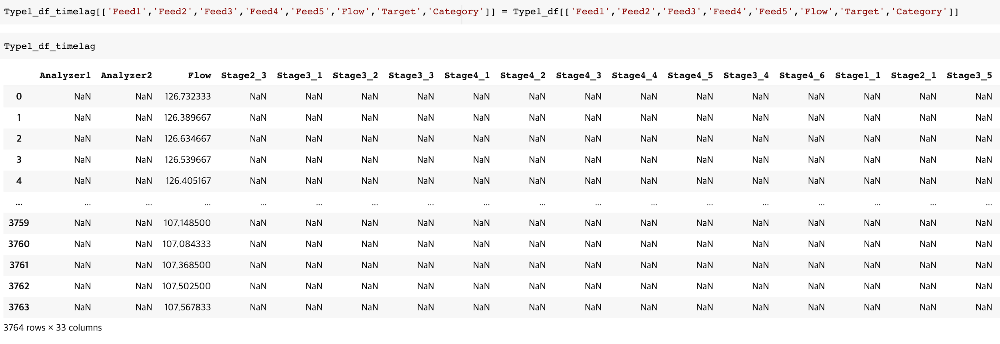 Type1_df_timelag[['Feed1','Feed2','Feed3','Feed4','Feed5','Flow','Target','Category']] = Type1_df[['Feed1','Feed2','Feed3','Feed4','Feed5','Flow','Target','Category']]
Type1_df_timelag
Analyzer1 Analyzer2 Flow Stage2_3 Stage3_1 Stage3_2 Stage3_3 Stage4_1 Stage4_2 Stage4_3 Stage4_4 Stage4_5 Stage3_4 Stage4_6 Stage1_1 Stage2_1 Stage3_5
0 NaN NaN 126.732333 NaN NaN NaN NaN NaN NaN NaN NaN NaN NaN NaN NaN NaN NaN
1 NaN NaN 126.389667 NaN NaN NaN NaN NaN NaN NaN NaN NaN NaN NaN NaN NaN NaN
2 NaN NaN 126.634667 NaN NaN NaN NaN NaN NaN NaN NaN NaN NaN NaN NaN NaN NaN
3 NaN NaN 126.539667 NaN NaN NaN NaN NaN NaN NaN NaN NaN NaN NaN NaN NaN NaN
4 NaN NaN 126.405167 NaN NaN NaN NaN NaN NaN NaN NaN NaN NaN NaN NaN NaN NaN
... ... ... ... ... ... ... ... ... ... ... ... ... ... ... ... ... ...
3759 NaN NaN 107.148500 NaN NaN NaN NaN NaN NaN NaN NaN NaN NaN NaN NaN NaN NaN
3760 NaN NaN 107.084333 NaN NaN NaN NaN NaN NaN NaN NaN NaN NaN NaN NaN NaN NaN
3761 NaN NaN 107.368500 NaN NaN NaN NaN NaN NaN NaN NaN NaN NaN NaN NaN NaN NaN
3762 NaN NaN 107.502500 NaN NaN NaN NaN NaN NaN NaN NaN NaN NaN NaN NaN NaN NaN
3763 NaN NaN 107.567833 NaN NaN NaN NaN NaN NaN NaN NaN NaN NaN NaN NaN NaN NaN
3764 rows × 33 columns